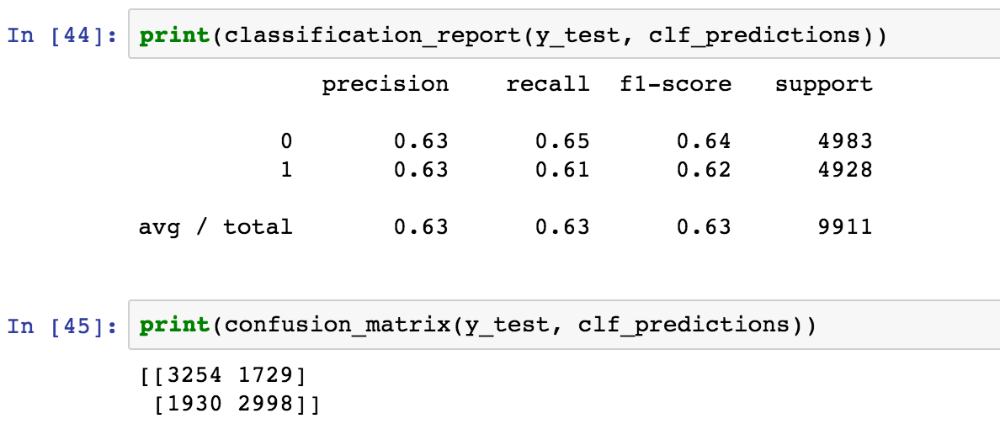 In [44]: print(classification_report(y_test, clf_predictions))
precision recall f1-score support
0 0.63 0.65 0.64 4983
1 0.63 0.61 0.62 4928
avg / total 0.63 0.63 0.63 9911
In [45]: print(confusion_matrix(y_test, clf_predictions))
[[3254 1729]
[1930 2998]]